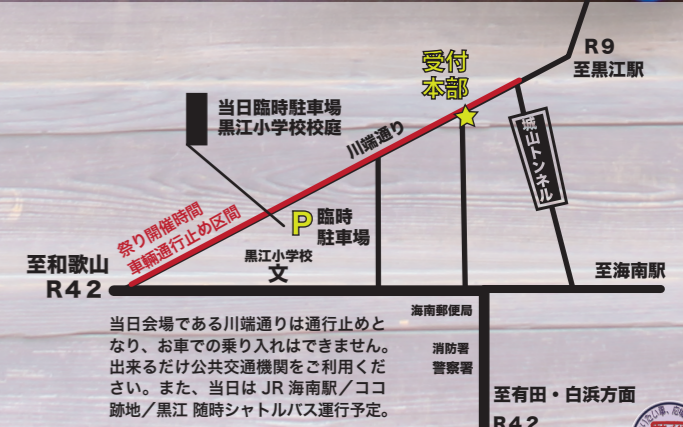 受付
本部
R9
至黒江駅
当日臨時駐車場
黒江小学校校庭
川端通り
城山トンネル
祭り開催時間
車輛通行止め区間
P 臨時
駐車場
黒江小学校
文
至和歌山
R42
至海南駅
海南郵便局
消防署
警察署
至有田・白浜方面
R42
当日会場である川端通りは通行止めと
なり、お車での乗り入れはできません。
出来るだけ公共交通機関をご利用くだ
さい。また、当日は JR 海南駅／ココ
跡地／黒江 随時シャトルバス運行予定。